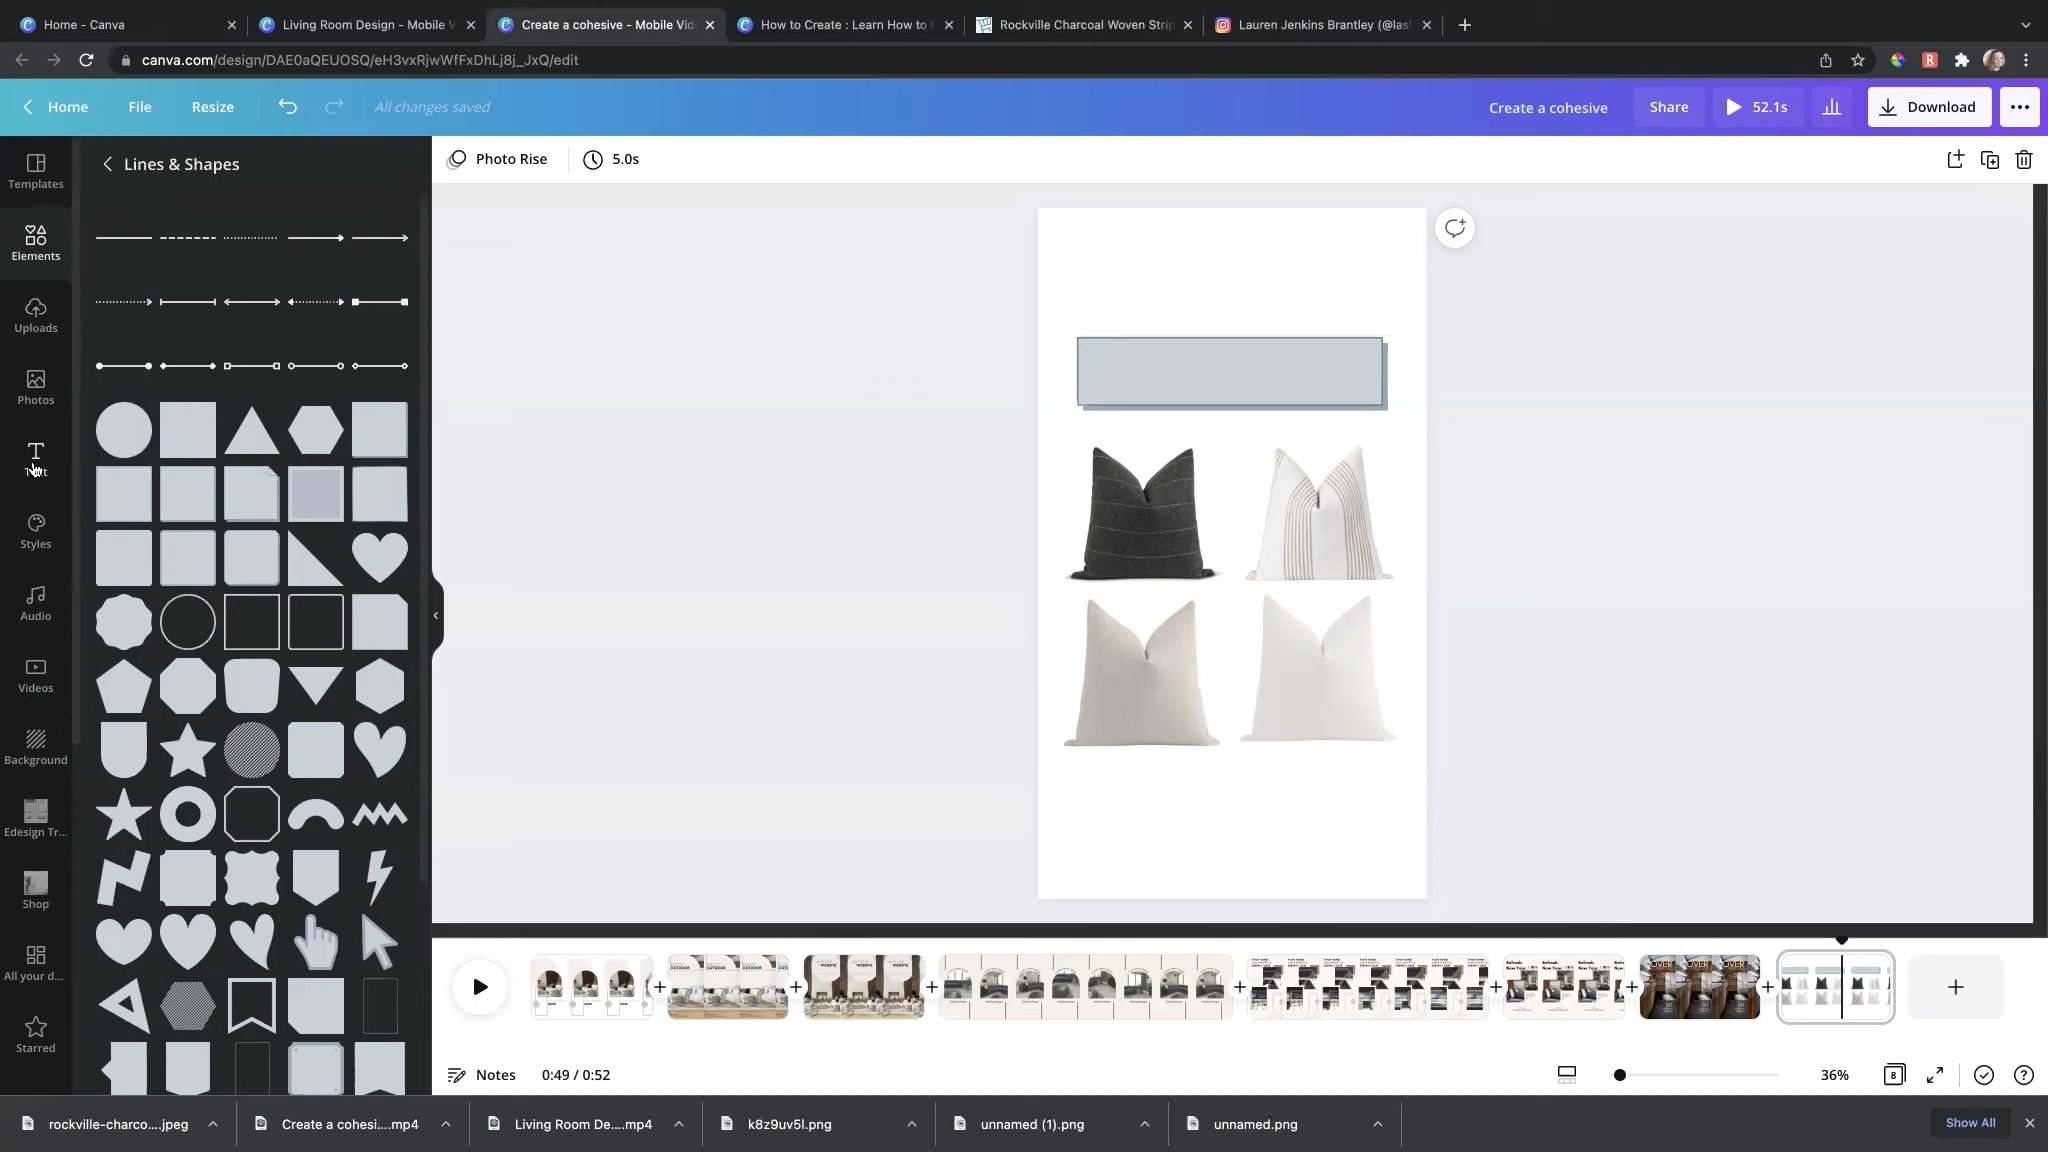 Home - Canva
Living Room Design - Mobile V
Create a cohesive - Mobile Vid
How to Create : Learn How to
Rockville Charcoal Woven Strip
Lauren Jenkins Brantley (@las
canva.com/design/DAE0aQEUOSQ/eH3vxRjwWfFxDhLj8j_JxQ/edit
Home
File
Resize
All changes saved
Create a cohesive
Share
52.1s
Download
Templates
Elements
Uploads
Photos
Text
Styles
Audio
Videos
Background
Edesign Tr...
Shop
All your d...
Starred
Lines & Shapes
Photo Rise
5.0s
Notes
0:49 / 0:52
36%
8
rockville-charco....jpeg
Create a cohesi....mp4
Living Room De....mp4
k8z9uv5l.png
unnamed (1).png
unnamed.png
Show All